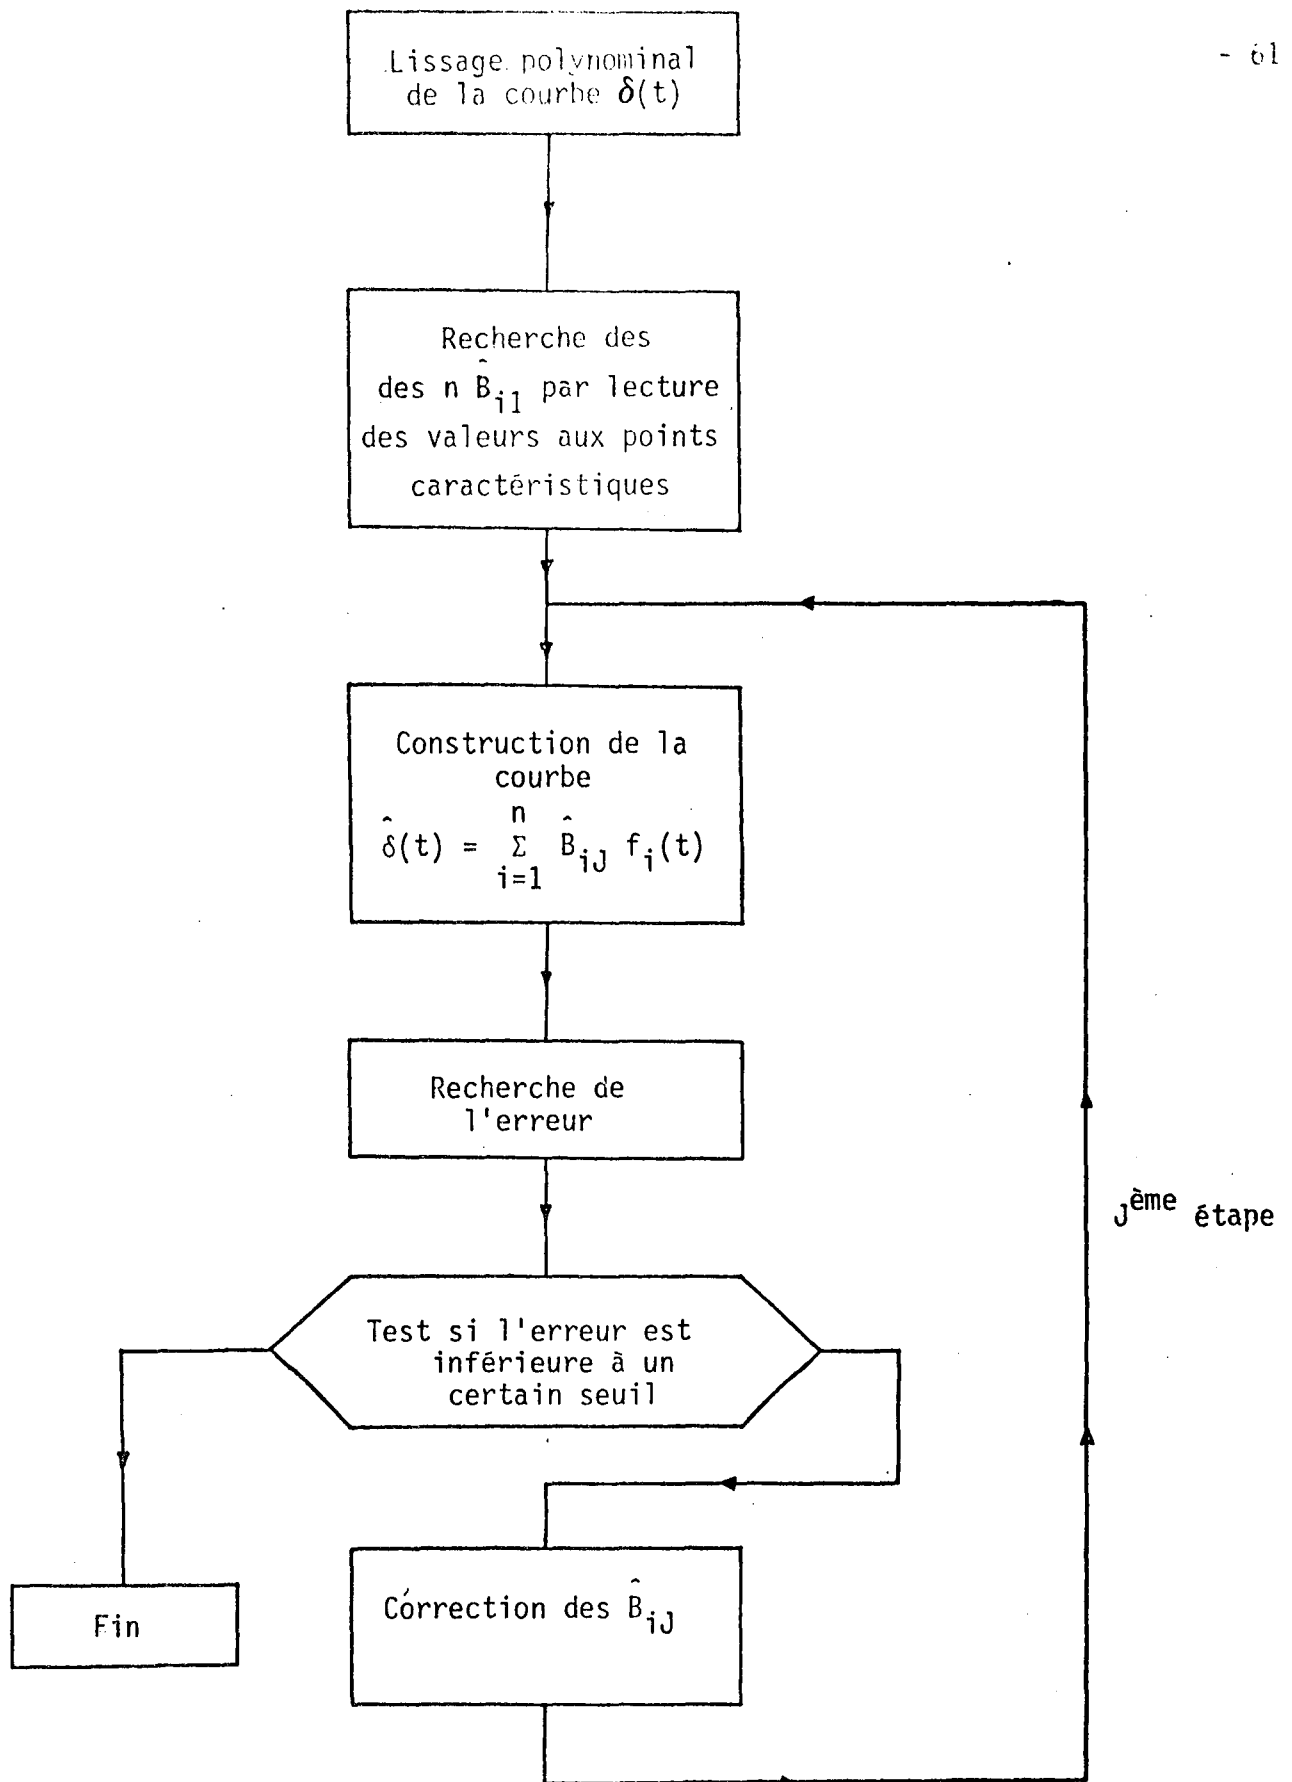 - 61
Lissage polynominal
de la courbe δ(t)
Recherche des
des n B̂_{i1} par lecture
des valeurs aux points
caractéristiques
Construction de la
courbe
n
δ̂(t) = Σ B̂_{iJ} f_i(t)
i=1
Recherche de
l'erreur
J^{ème} étape
Test si l'erreur est
inférieure à un
certain seuil
Fin
Correction des B̂_{iJ}